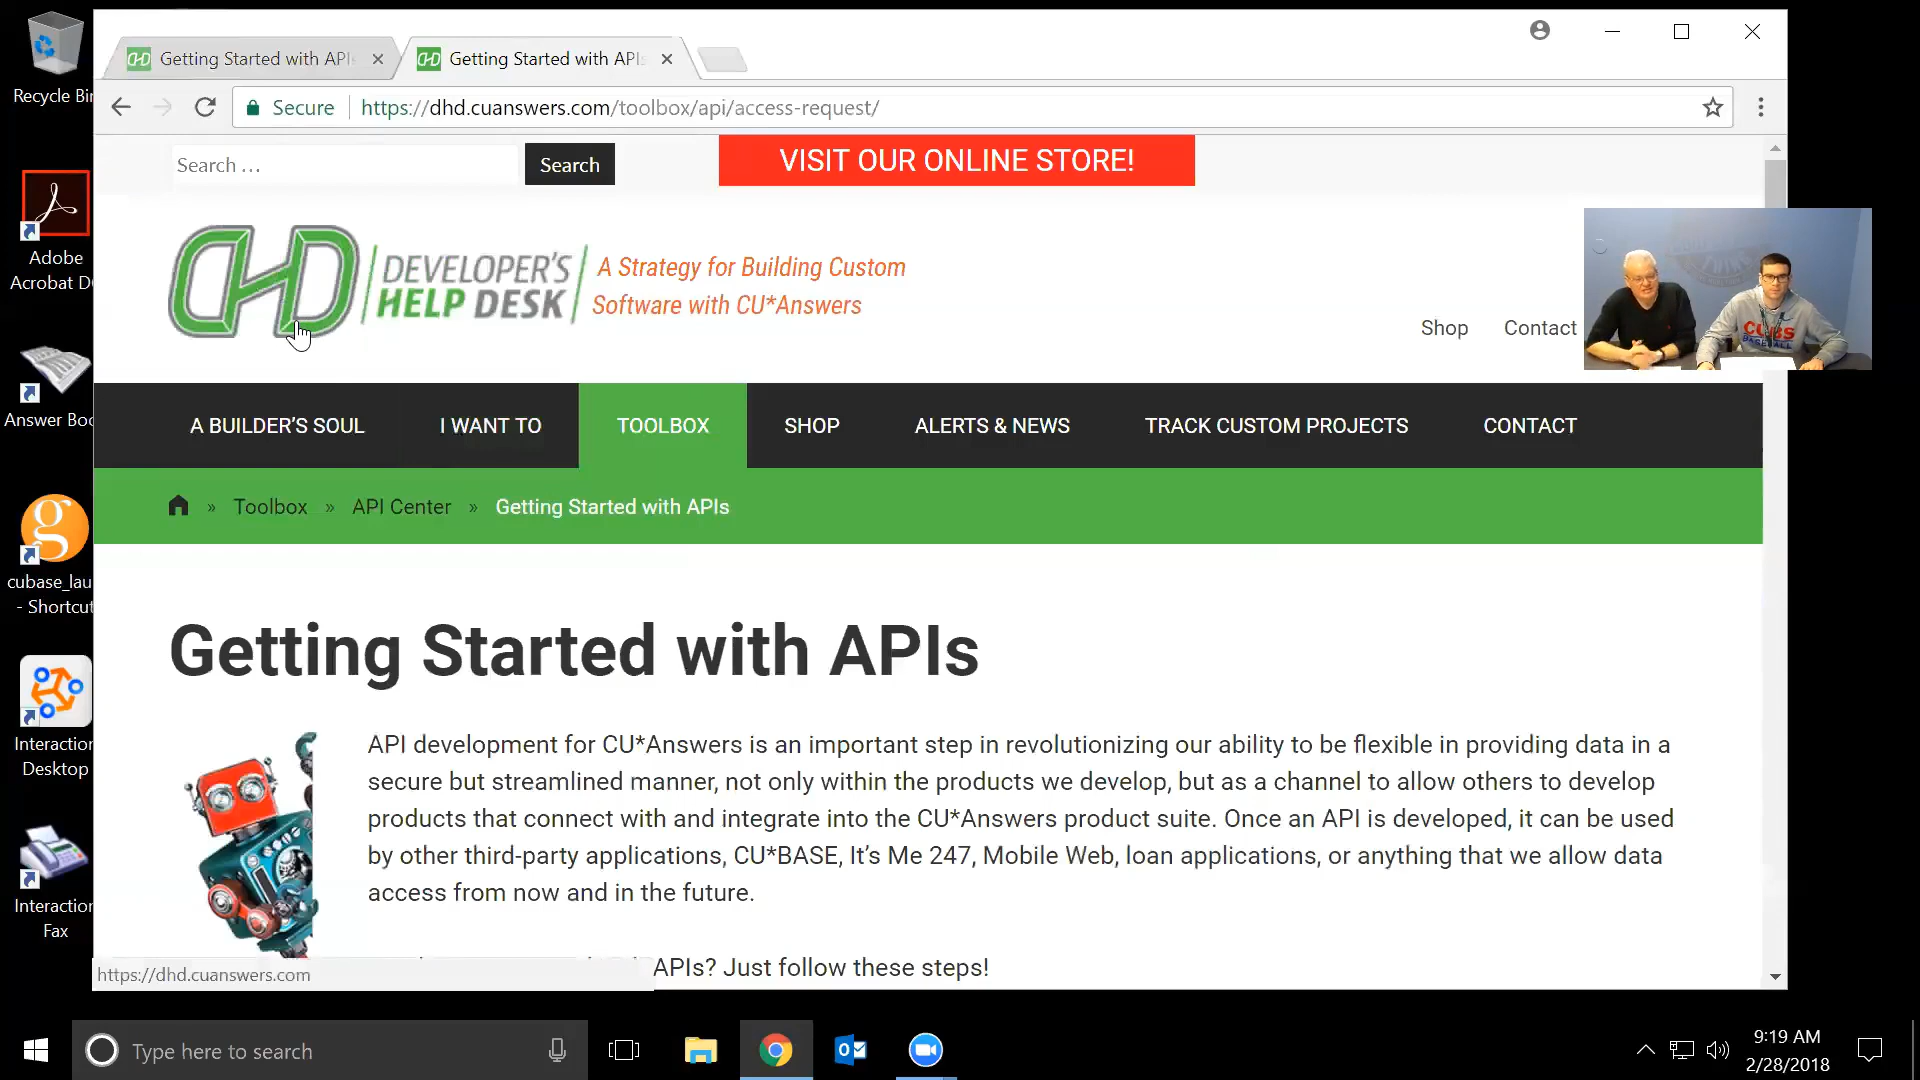 Recycle Bin
Adobe
Acrobat D
Answer Boo
cubase_lau
- Shortcut
Interaction
Desktop
Interaction
Fax
Getting Started with API
Getting Started with APIs
Secure
https://dhd.cuanswers.com/toolbox/api/access-request/
Search …
Search
VISIT OUR ONLINE STORE!
DHD
DEVELOPER'S
HELP DESK
A Strategy for Building Custom
Software with CU*Answers
Shop
Contact
CUBS
BASEBALL
A BUILDER'S SOUL
I WANT TO
TOOLBOX
SHOP
ALERTS & NEWS
TRACK CUSTOM PROJECTS
CONTACT
» Toolbox » API Center » Getting Started with APIs
Getting Started with APIs
API development for CU*Answers is an important step in revolutionizing our ability to be flexible in providing data in a
secure but streamlined manner, not only within the products we develop, but as a channel to allow others to develop
products that connect with and integrate into the CU*Answers product suite. Once an API is developed, it can be used
by other third-party applications, CU*BASE, It's Me 247, Mobile Web, loan applications, or anything that we allow data
access from now and in the future.
APIs? Just follow these steps!
https://dhd.cuanswers.com
Type here to search
9:19 AM
2/28/2018